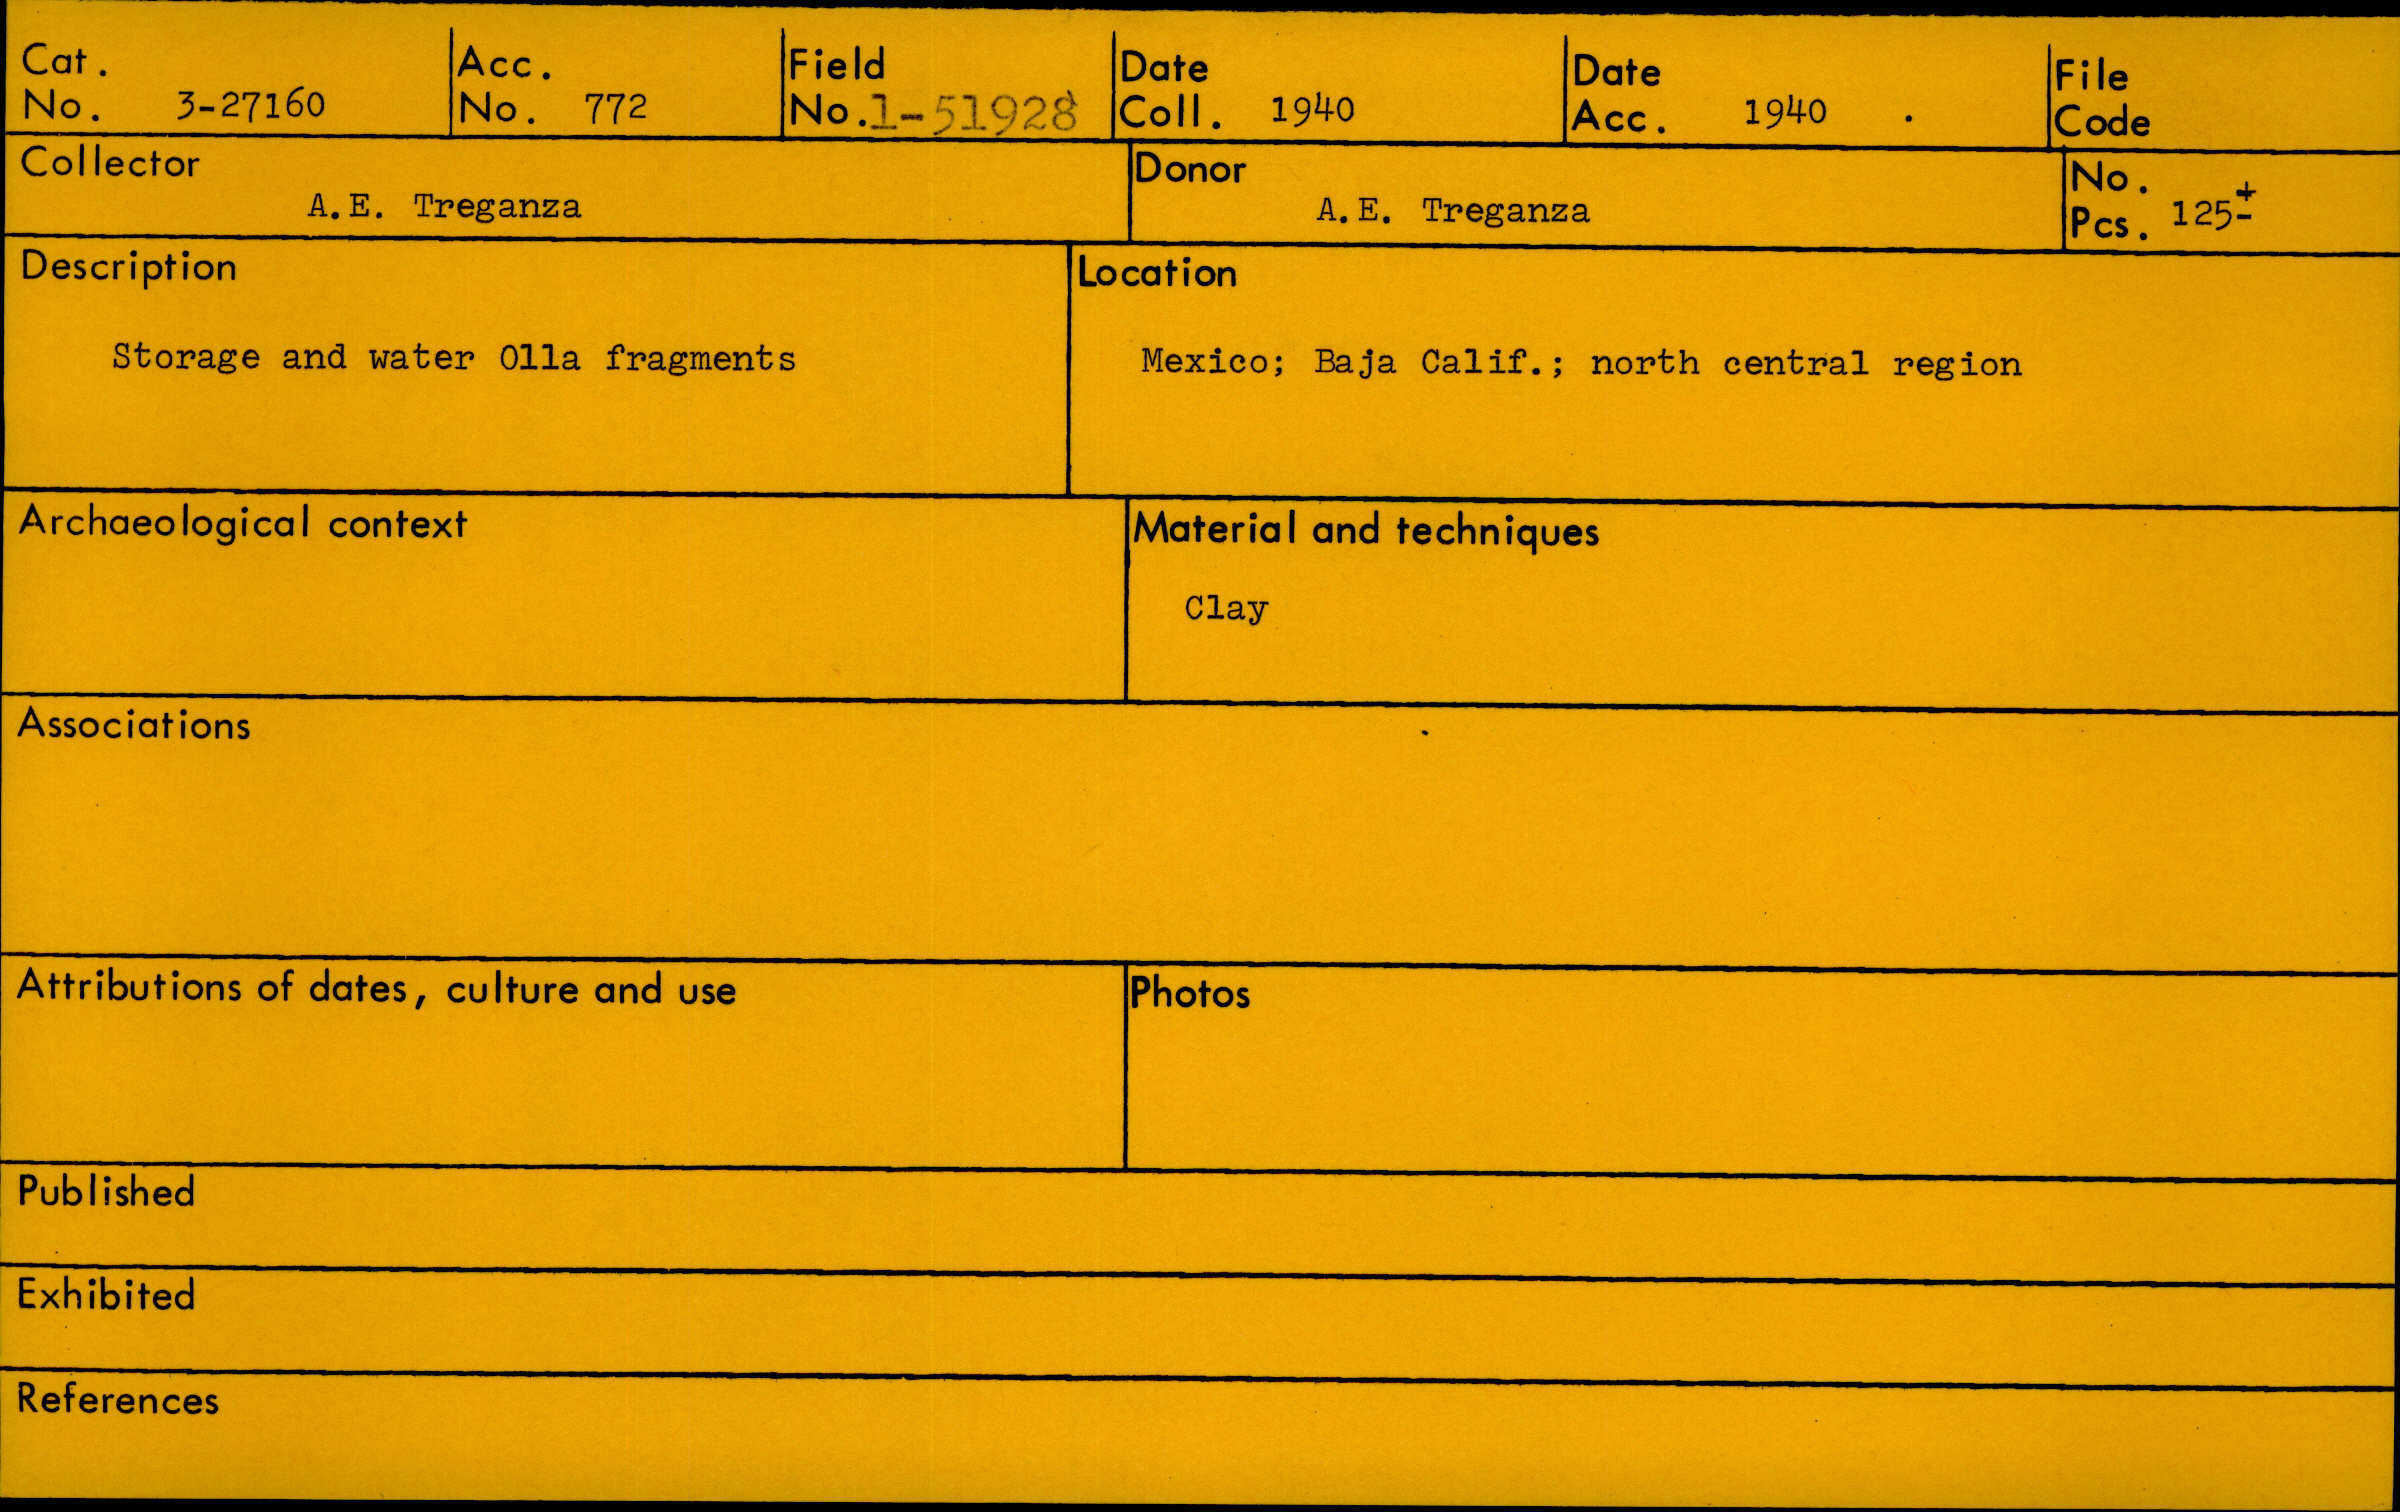 Cat. No. 3-27160
Acc. No. 772
Field No. 1-51928
Date Coll. 1940
Date Acc. 1940 .
File Code
Collector
A.E. Treganza
Donor
A.E. Treganza
No. Pcs. 125±
Description
Storage and water Olla fragments
Location
Mexico; Baja Calif.; north central region
Archaeological context
Material and techniques
Clay
Associations
Attributions of dates, culture and use
Photos
Published
Exhibited
References